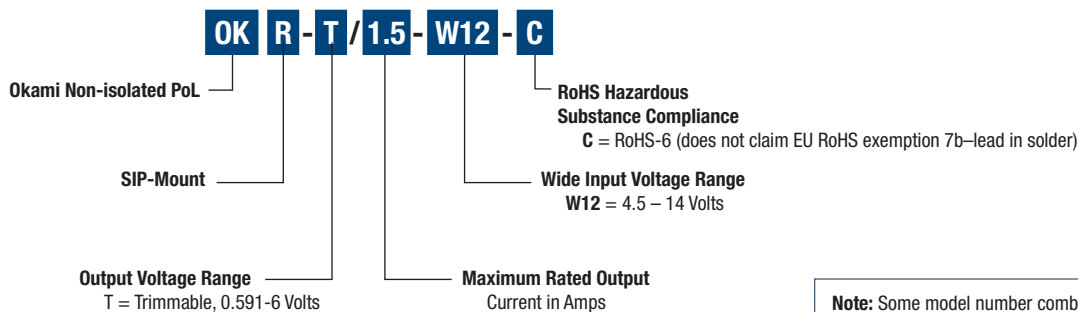 OK R - T / 1.5 - W12 - C
Okami Non-isolated PoL
RoHS Hazardous
Substance Compliance
C = RoHS-6 (does not claim EU RoHS exemption 7b–lead in solder)
SIP-Mount
Wide Input Voltage Range
W12 = 4.5 – 14 Volts
Output Voltage Range
T = Trimmable, 0.591-6 Volts
Maximum Rated Output
Current in Amps
Note: Some model number comb